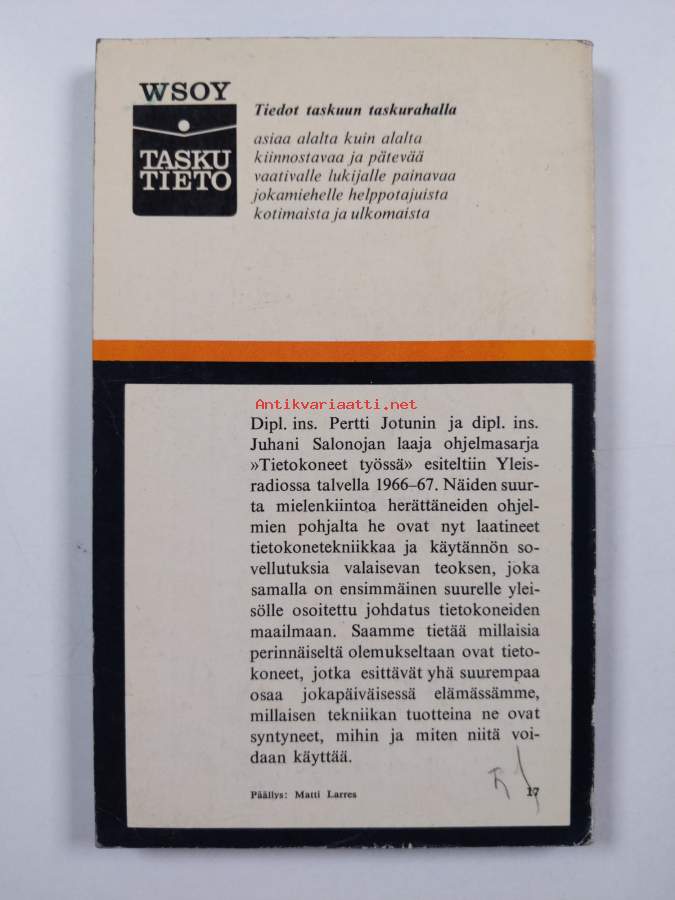 WSOY
TASKU
TIETO
Tiedot taskuun taskurahalla
asiaa alalta kuin alalta
kiinnostavaa ja pätevää
vaativalle lukijalle painavaa
jokamiehelle helppotajuista
kotimaista ja ulkomaista
Antikvariaatti.net
Dipl. ins. Pertti Jotunin ja dipl. ins.
Juhani Salonojan laaja ohjelmasarja
»Tietokoneet työssä» esiteltiin Yleis-
radiossa talvella 1966–67. Näiden suur-
ta mielenkiintoa herättäneiden ohjel-
mien pohjalta he ovat nyt laatineet
tietokonetekniikkaa ja käytännön so-
vellutuksia valaisevan teoksen, joka
samalla on ensimmäinen suurelle ylei-
sölle osoitettu johdatus tietokoneiden
maailmaan. Saamme tietää millaisia
perinnäiseltä olemukseltaan ovat tieto-
koneet, jotka esittävät yhä suurempaa
osaa jokapäiväisessä elämässämme,
millaisen tekniikan tuotteina ne ovat
syntyneet, mihin ja miten niitä voi-
daan käyttää.
Päällys: Matti Larres
17